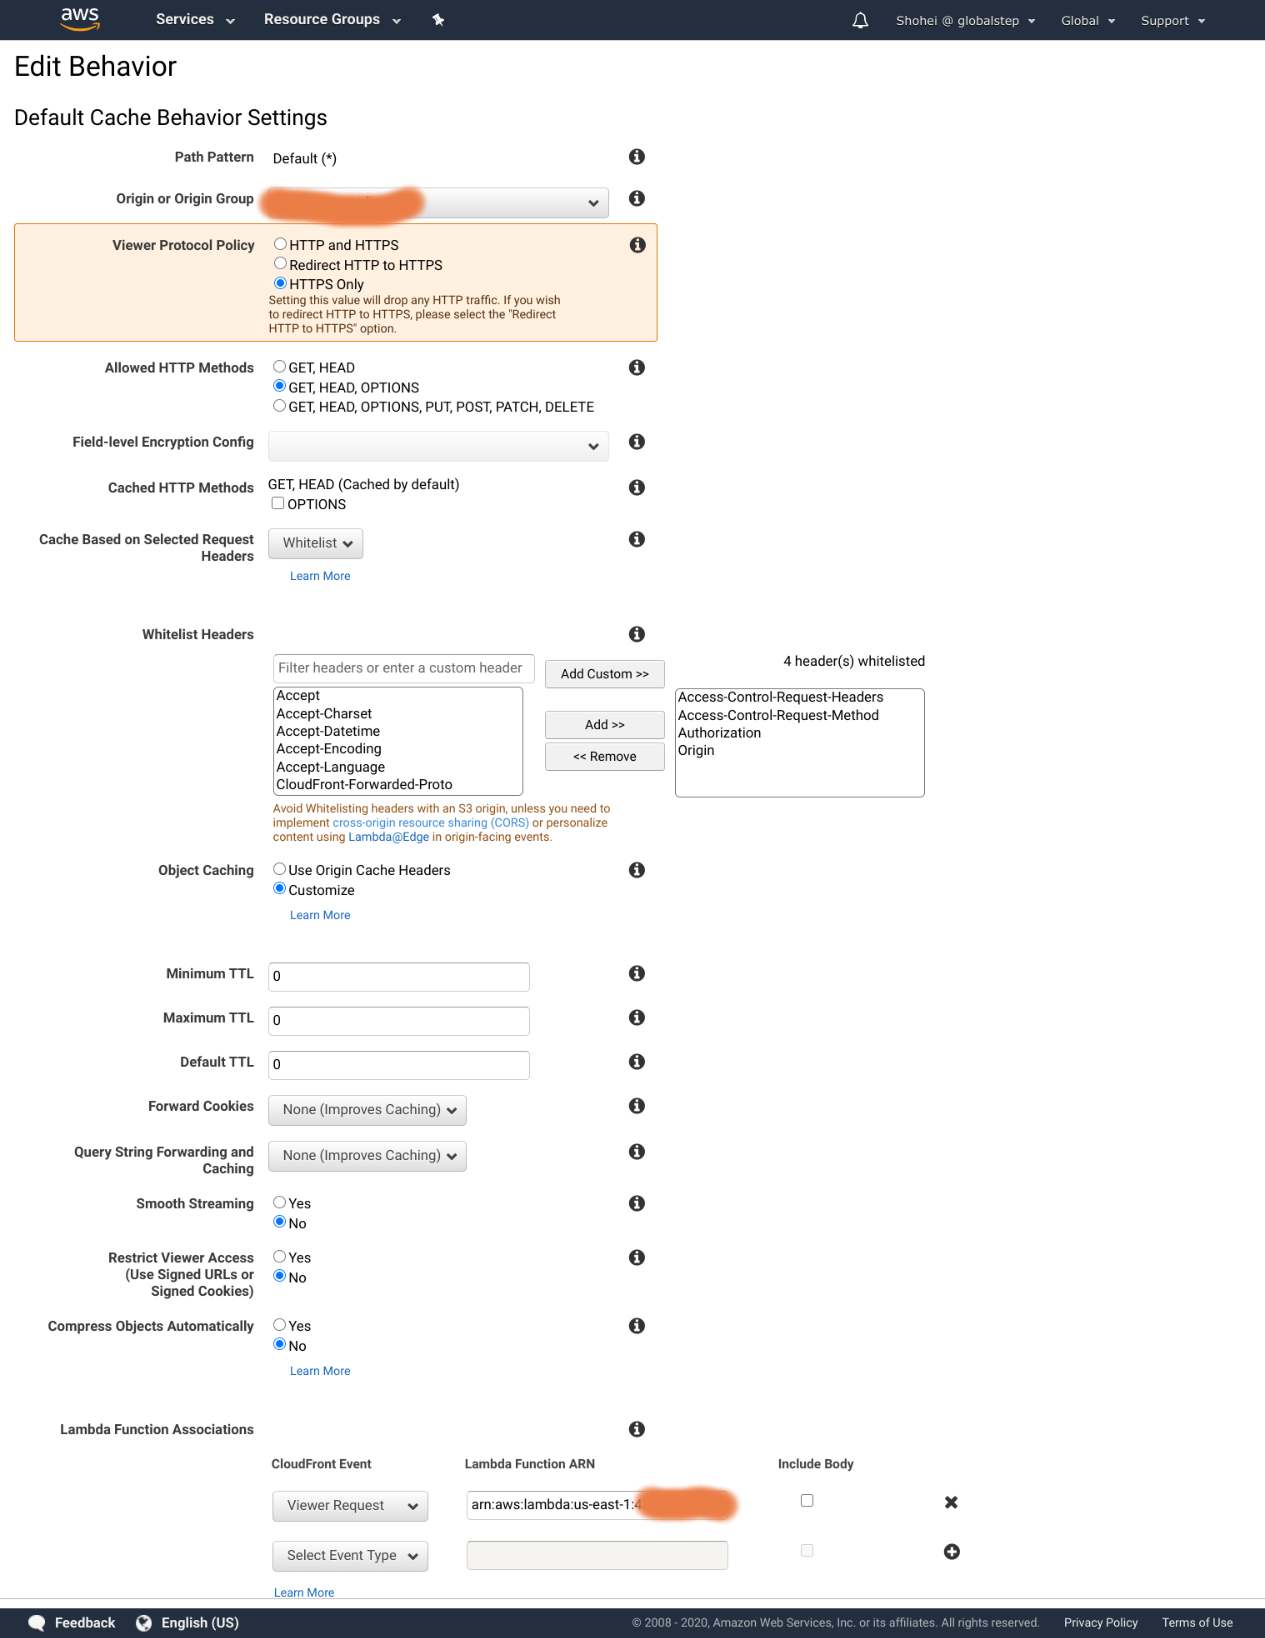 aws Services Resource Groups Shohei @ globalstep Global Support
Edit Behavior
Default Cache Behavior Settings
Path Pattern Default (*)
Origin or Origin Group
Viewer Protocol Policy HTTP and HTTPS
Redirect HTTP to HTTPS
HTTPS Only
Setting this value will drop any HTTP traffic. If you wish
to redirect HTTP to HTTPS, please select the "Redirect
HTTP to HTTPS" option.
Allowed HTTP Methods GET, HEAD
GET, HEAD, OPTIONS
GET, HEAD, OPTIONS, PUT, POST, PATCH, DELETE
Field-level Encryption Config
Cached HTTP Methods GET, HEAD (Cached by default)
OPTIONS
Cache Based on Selected Request
Headers
Whitelist
Learn More
Whitelist Headers
4 header(s) whitelisted
Filter headers or enter a custom header
Add Custom >>
Accept
Accept-Charset
Accept-Datetime
Accept-Encoding
Accept-Language
CloudFront-Forwarded-Proto
Add >>
<< Remove
Access-Control-Request-Headers
Access-Control-Request-Method
Authorization
Origin
Avoid Whitelisting headers with an S3 origin, unless you need to
implement cross-origin resource sharing (CORS) or personalize
content using Lambda@Edge in origin-facing events.
Object Caching Use Origin Cache Headers
Customize
Learn More
Minimum TTL 0
Maximum TTL 0
Default TTL 0
Forward Cookies None (Improves Caching)
Query String Forwarding and
Caching
None (Improves Caching)
Smooth Streaming Yes
No
Restrict Viewer Access
(Use Signed URLs or
Signed Cookies)
Yes
No
Compress Objects Automatically Yes
No
Learn More
Lambda Function Associations
CloudFront Event Lambda Function ARN Include Body
Viewer Request arn:aws:lambda:us-east-1:4
Select Event Type
Learn More
Feedback English (US) © 2008 - 2020, Amazon Web Services, Inc. or its affiliates. All rights reserved. Privacy Policy Terms of Use